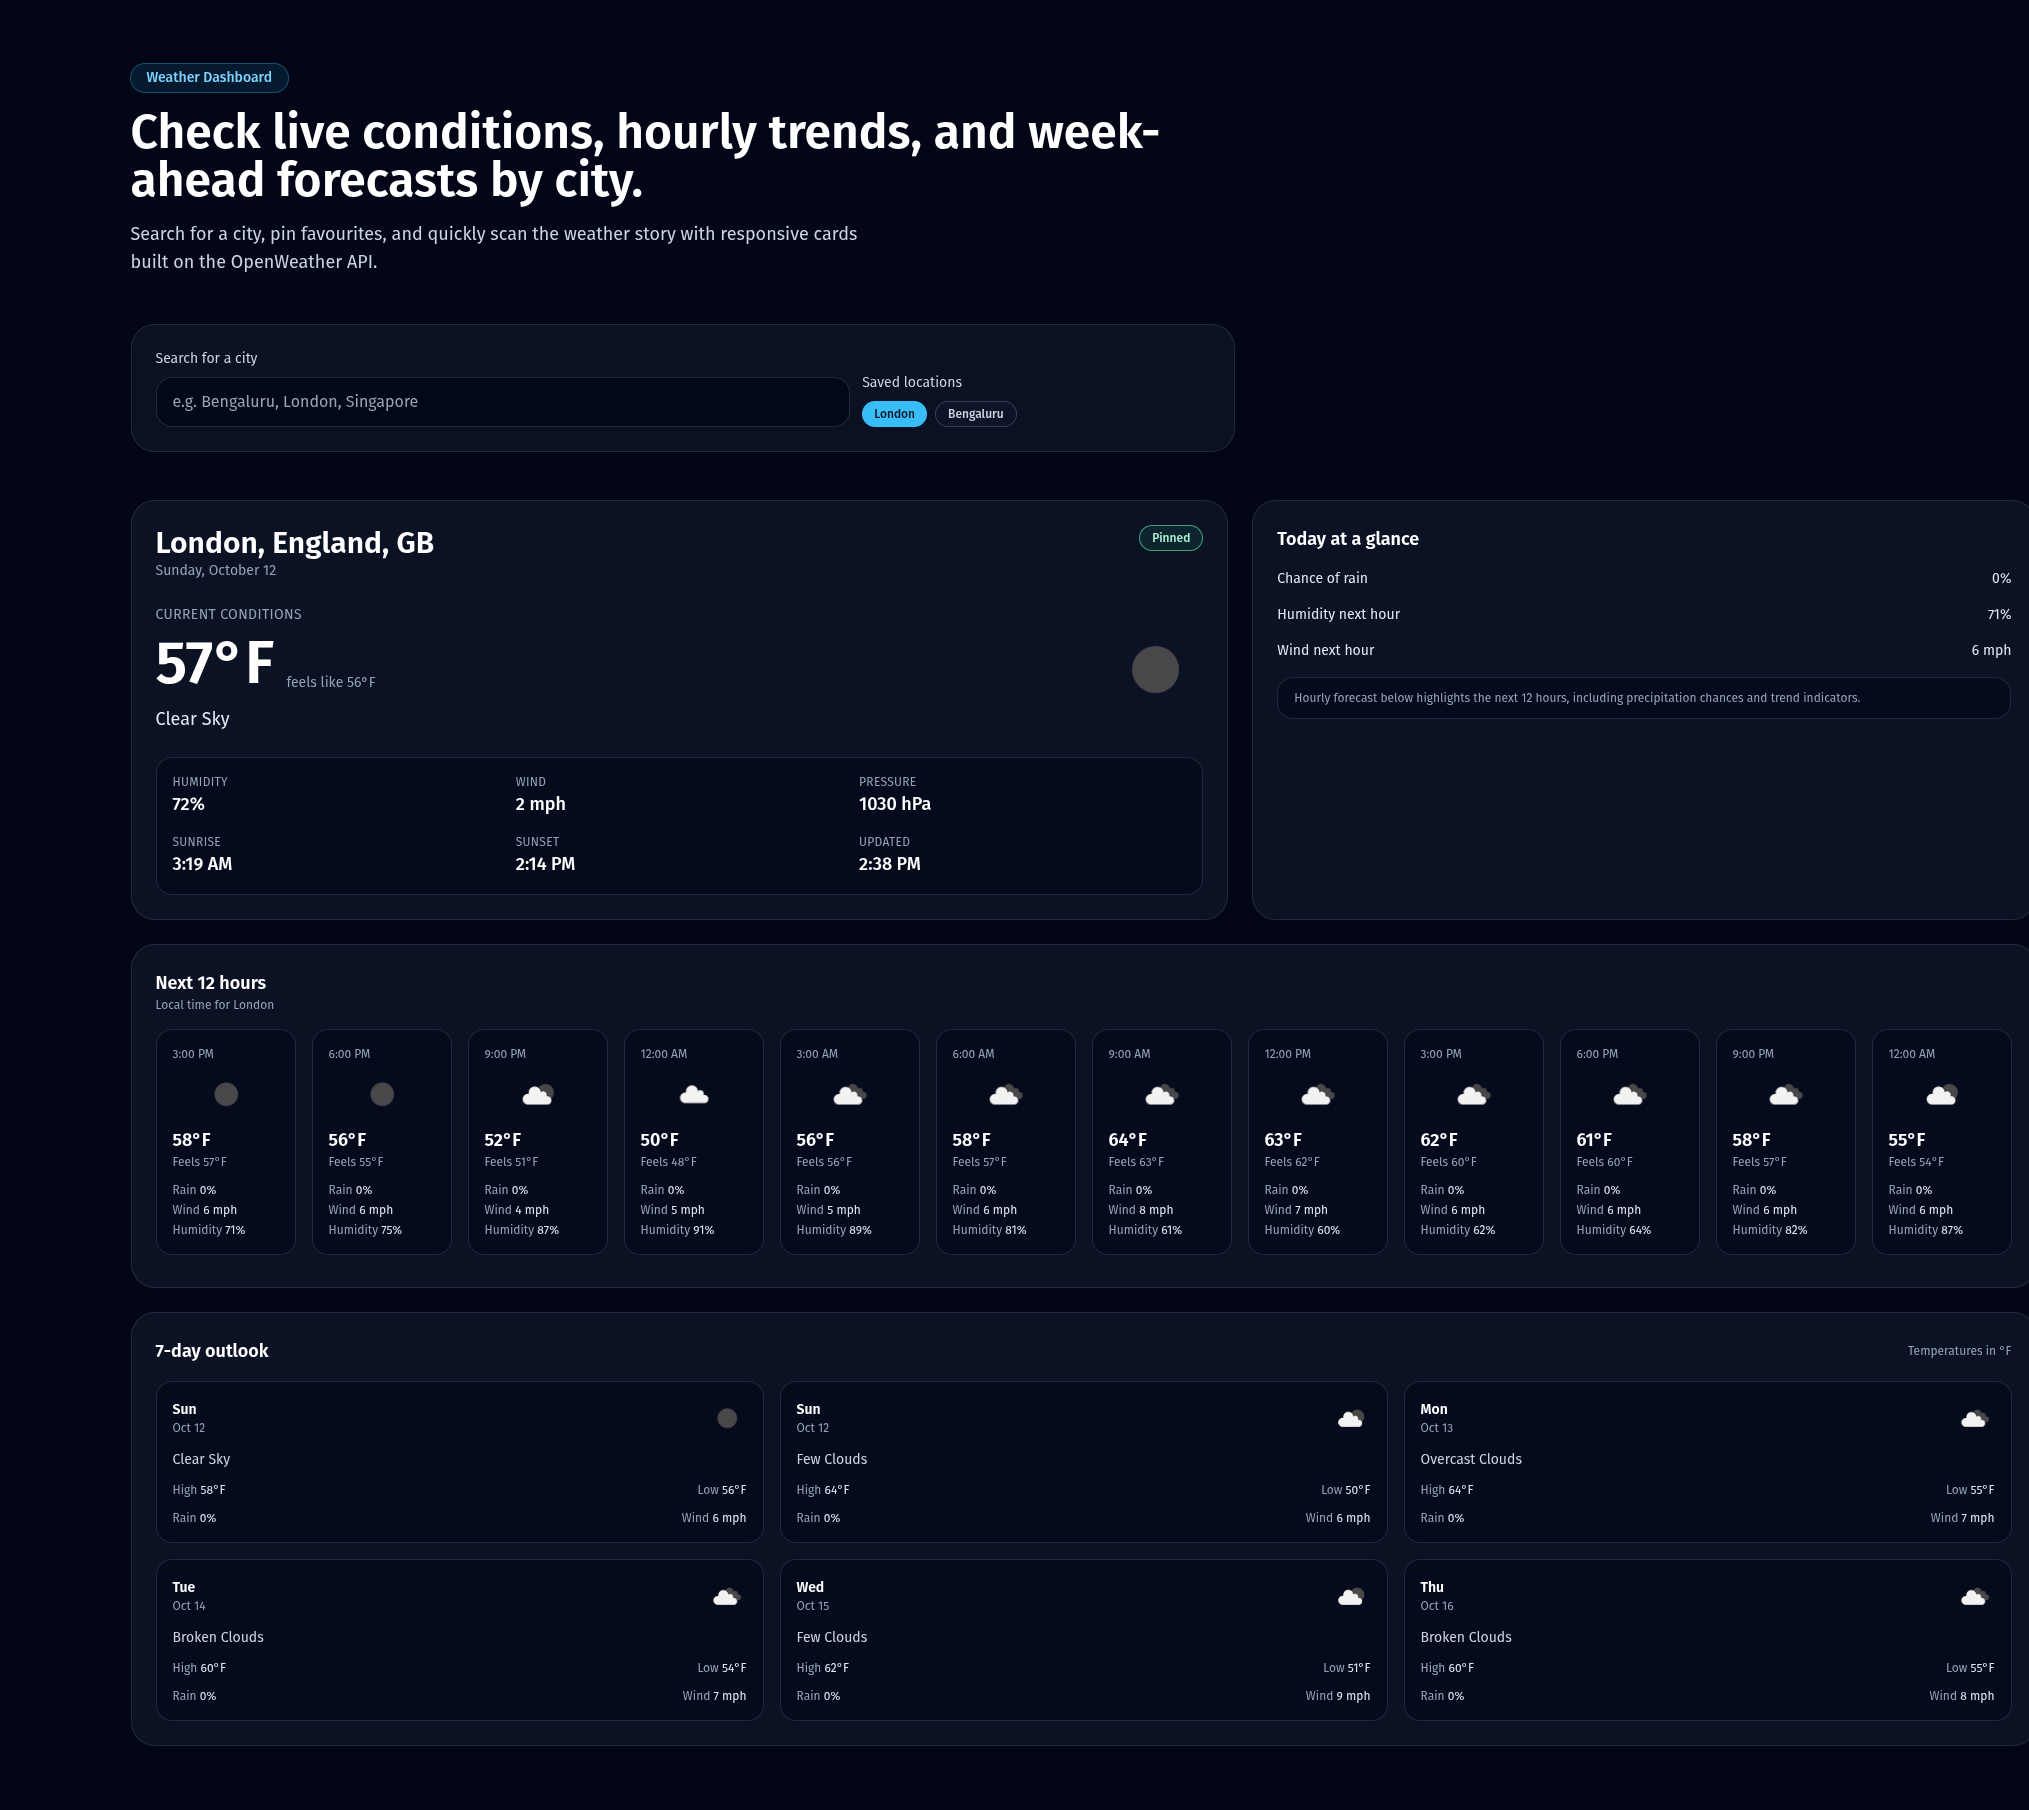 Weather Dashboard
Check live conditions, hourly trends, and week-
ahead forecasts by city.
Search for a city, pin favourites, and quickly scan the weather story with responsive cards
built on the OpenWeather API.
Search for a city
e.g. Bengaluru, London, Singapore
Saved locations
London Bengaluru
London, England, GB
Pinned
Sunday, October 12
CURRENT CONDITIONS
57°F feels like 56°F
Clear Sky
HUMIDITY WIND PRESSURE
72% 2 mph 1030 hPa
SUNRISE SUNSET UPDATED
3:19 AM 2:14 PM 2:38 PM
Today at a glance
Chance of rain 0%
Humidity next hour 71%
Wind next hour 6 mph
Hourly forecast below highlights the next 12 hours, including precipitation chances and trend indicators.
Next 12 hours
Local time for London
3:00 PM
58°F
Feels 57°F
Rain 0%
Wind 6 mph
Humidity 71%
6:00 PM
56°F
Feels 55°F
Rain 0%
Wind 6 mph
Humidity 75%
9:00 PM
52°F
Feels 51°F
Rain 0%
Wind 4 mph
Humidity 87%
12:00 AM
50°F
Feels 48°F
Rain 0%
Wind 5 mph
Humidity 91%
3:00 AM
56°F
Feels 56°F
Rain 0%
Wind 5 mph
Humidity 89%
6:00 AM
58°F
Feels 57°F
Rain 0%
Wind 6 mph
Humidity 81%
9:00 AM
64°F
Feels 63°F
Rain 0%
Wind 8 mph
Humidity 61%
12:00 PM
63°F
Feels 62°F
Rain 0%
Wind 7 mph
Humidity 60%
3:00 PM
62°F
Feels 60°F
Rain 0%
Wind 6 mph
Humidity 62%
6:00 PM
61°F
Feels 60°F
Rain 0%
Wind 6 mph
Humidity 64%
9:00 PM
58°F
Feels 57°F
Rain 0%
Wind 6 mph
Humidity 82%
12:00 AM
55°F
Feels 54°F
Rain 0%
Wind 6 mph
Humidity 87%
7-day outlook
Temperatures in °F
Sun
Oct 12
Clear Sky
High 58°F Low 56°F
Rain 0% Wind 6 mph
Sun
Oct 12
Few Clouds
High 64°F Low 50°F
Rain 0% Wind 6 mph
Mon
Oct 13
Overcast Clouds
High 64°F Low 55°F
Rain 0% Wind 7 mph
Tue
Oct 14
Broken Clouds
High 60°F Low 54°F
Rain 0% Wind 7 mph
Wed
Oct 15
Few Clouds
High 62°F Low 51°F
Rain 0% Wind 9 mph
Thu
Oct 16
Broken Clouds
High 60°F Low 55°F
Rain 0% Wind 8 mph